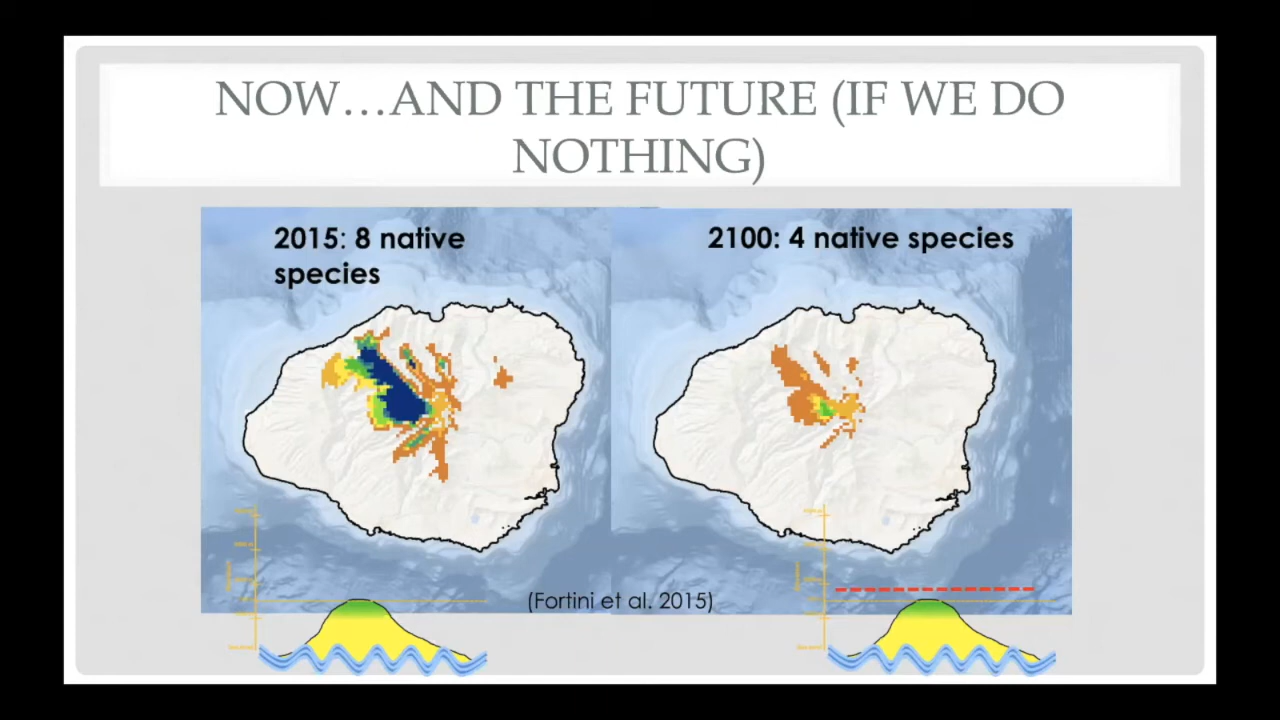 NOW…AND THE FUTURE (IF WE DO
NOTHING)
2015: 8 native
species
2100: 4 native species
(Fortini et al. 2015)